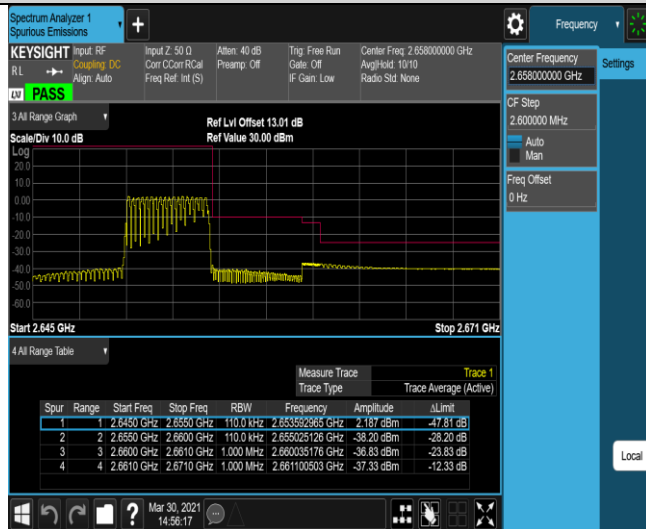 Spectrum Analyzer 1
Spurious Emissions
Frequency
KEYSIGHT Input: RF Input Z: 50 Ω Atten: 40 dB Trig: Free Run Center Freq: 2.658000000 GHz
RL Coupling: DC Corr CCorr RCal Preamp: Off Gate: Off Avg|Hold: 10/10
Align: Auto Freq Ref: Int (S) IF Gain: Low Radio Std: None
LXI PASS
Center Frequency
2.658000000 GHz
Settings
CF Step
2.600000 MHz
Auto
Man
Freq Offset
0 Hz
3 All Range Graph
Ref Lvl Offset 13.01 dB
Scale/Div 10.0 dB Ref Value 30.00 dBm
Log
20.0
10.0
0.00
-10.0
-20.0
-30.0
-40.0
-50.0
-60.0
Start 2.645 GHz Stop 2.671 GHz
4 All Range Table
Measure Trace Trace 1
Trace Type Trace Average (Active)
Spur Range Start Freq Stop Freq RBW Frequency Amplitude ΔLimit
1 1 2.6450 GHz 2.6550 GHz 110.0 kHz 2.653592965 GHz 2.187 dBm -47.81 dB
2 2 2.6550 GHz 2.6600 GHz 110.0 kHz 2.655025126 GHz -38.20 dBm -28.20 dB
3 3 2.6600 GHz 2.6610 GHz 1.000 MHz 2.660035176 GHz -36.83 dBm -23.83 dB
4 4 2.6610 GHz 2.6710 GHz 1.000 MHz 2.661100503 GHz -37.33 dBm -12.33 dB
Local
? Mar 30, 2021
14:56:17